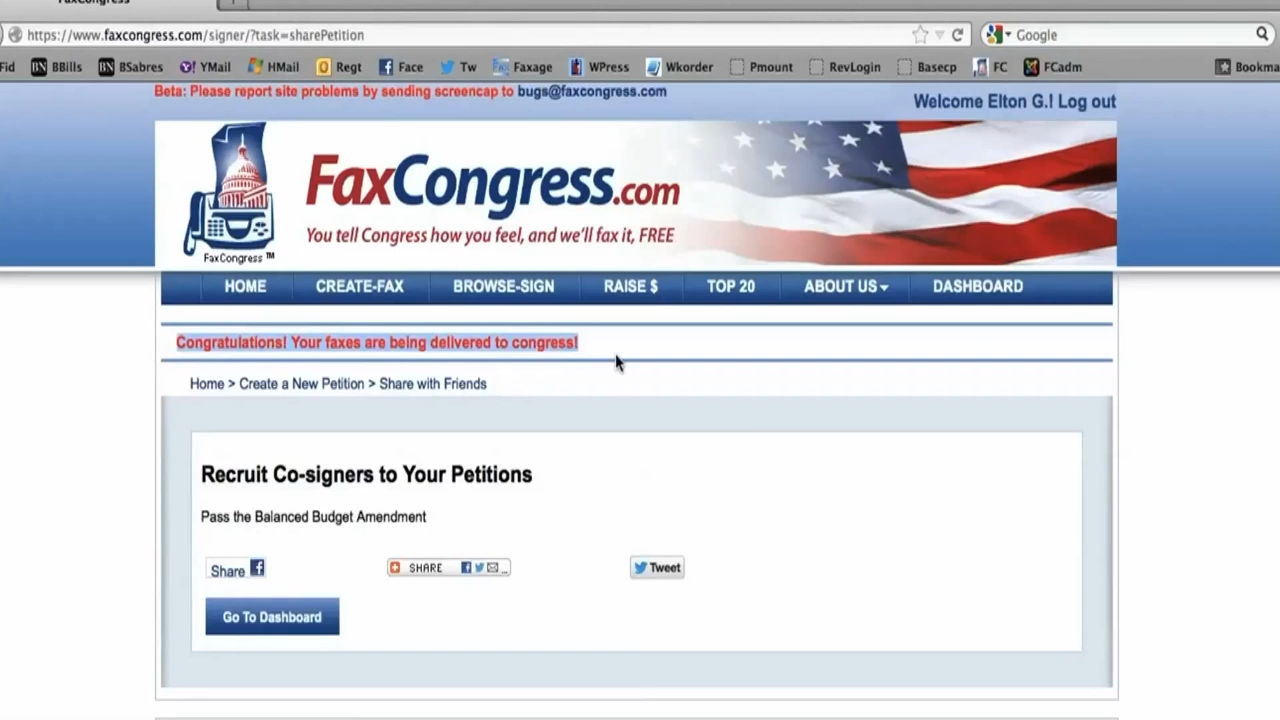 FaxCongress
https://www.faxcongress.com/signer/?task=sharePetition
Google
Fid BN BBills BN BSabres Y! YMail HMail Regt Face Tw Faxage WPress Wkorder Pmount RevLogin Basecp FC FCadm Bookma
Beta: Please report site problems by sending screencap to bugs@faxcongress.com
Welcome Elton G.! Log out
FaxCongress.com
You tell Congress how you feel, and we'll fax it, FREE
FaxCongress ™
HOME CREATE-FAX BROWSE-SIGN RAISE $ TOP 20 ABOUT US DASHBOARD
Congratulations! Your faxes are being delivered to congress!
Home > Create a New Petition > Share with Friends
Recruit Co-signers to Your Petitions
Pass the Balanced Budget Amendment
Share SHARE ... Tweet
Go To Dashboard